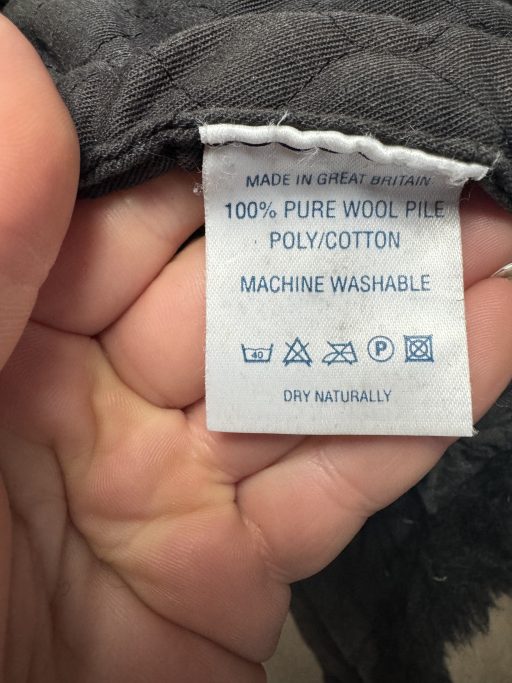 MADE IN GREAT BRITAIN
100% PURE WOOL PILE
POLY/COTTON
MACHINE WASHABLE
40 P
DRY NATURALLY